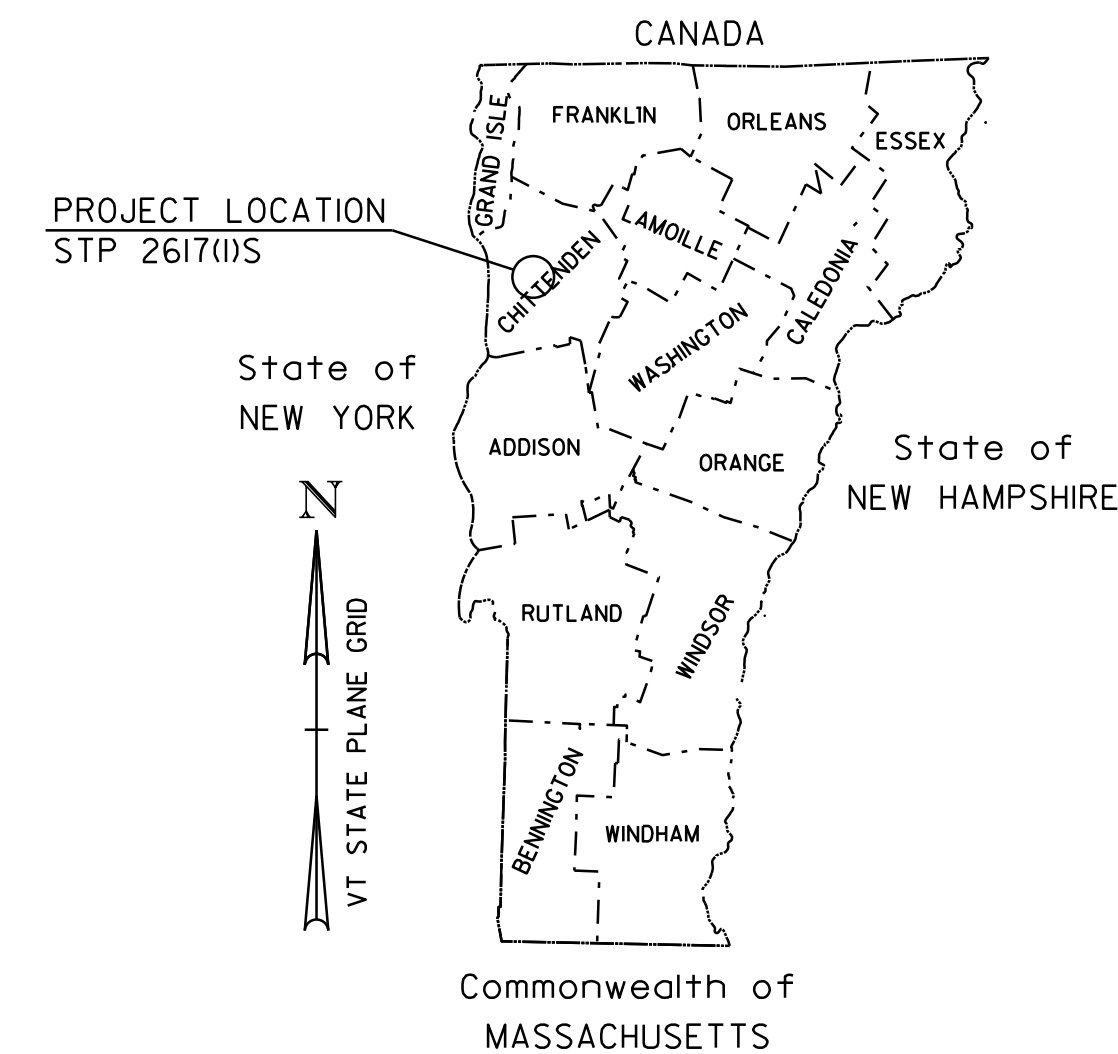 CANADA
GRAND ISLE
FRANKLIN
ORLEANS
ESSEX
PROJECT LOCATION
STP 2617(1)S
LAMOILLE
CHITTENDEN
CALEDONIA
WASHINGTON
State of
NEW YORK
ADDISON
ORANGE
State of
NEW HAMPSHIRE
N
VT STATE PLANE GRID
RUTLAND
WINDSOR
BENNINGTON
WINDHAM
Commonwealth of
MASSACHUSETTS